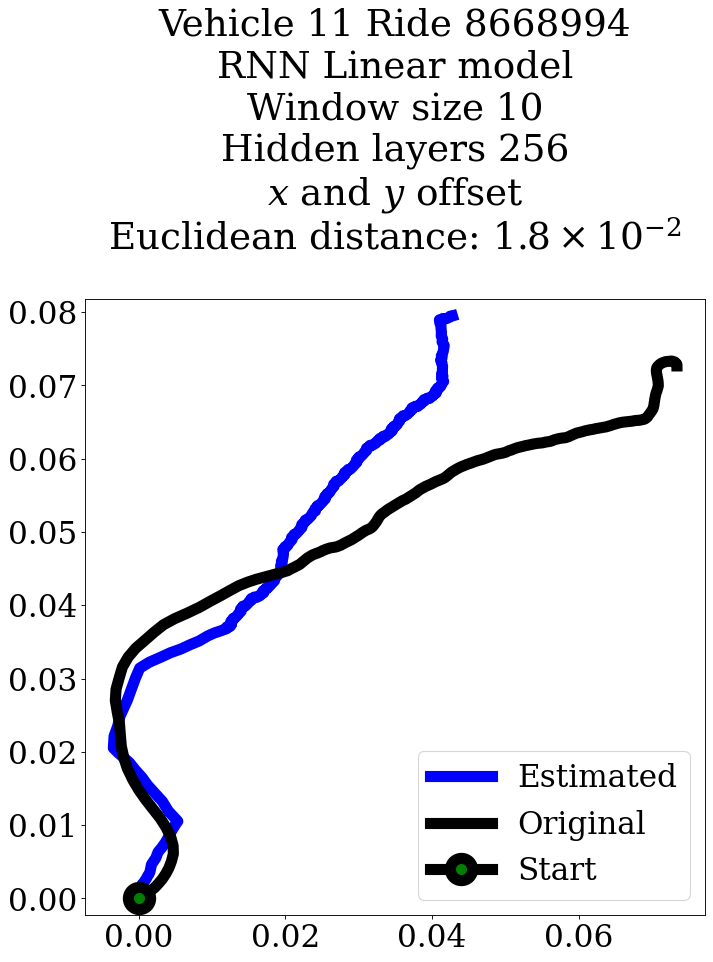 Vehicle 11 Ride 8668994
RNN Linear model
Window size 10
Hidden layers 256
x and y offset
Euclidean distance: 1.8 × 10⁻²
0.08
0.07
0.06
0.05
0.04
0.03
0.02
0.01
0.00
Estimated
Original
Start
0.00 0.02 0.04 0.06